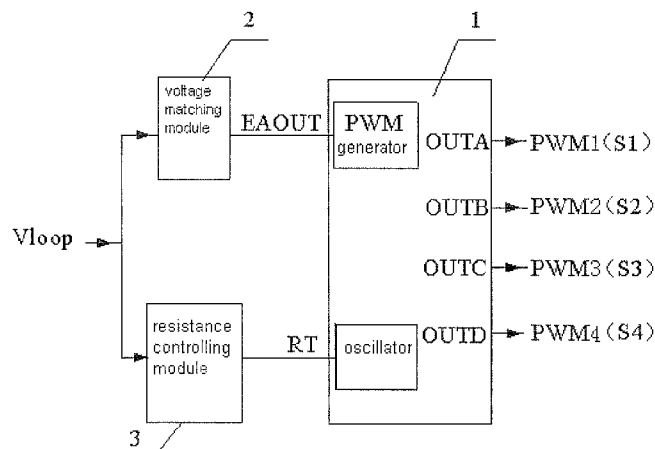 2
1
voltage
matching
module
EAOUT
PWM
generator
OUTA
PWM1(S1)
OUTB
PWM2(S2)
Vloop
OUTC
PWM3(S3)
resistance
controlling
module
RT
oscillator
OUTD
PWM4(S4)
3